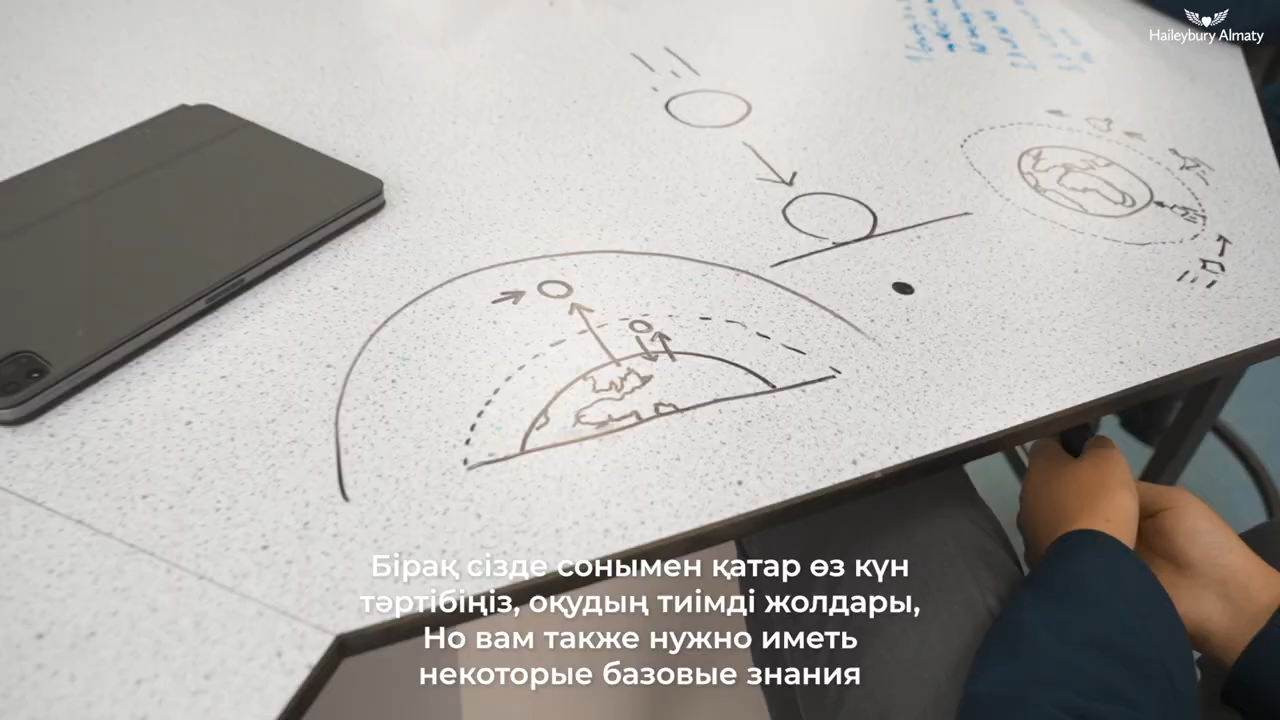 Haileybury Almaty
Бірақ сізде сонымен қатар өз күн
тәртібіңіз, оқудың тиімді жолдары,
Но вам также нужно иметь
некоторые базовые знания